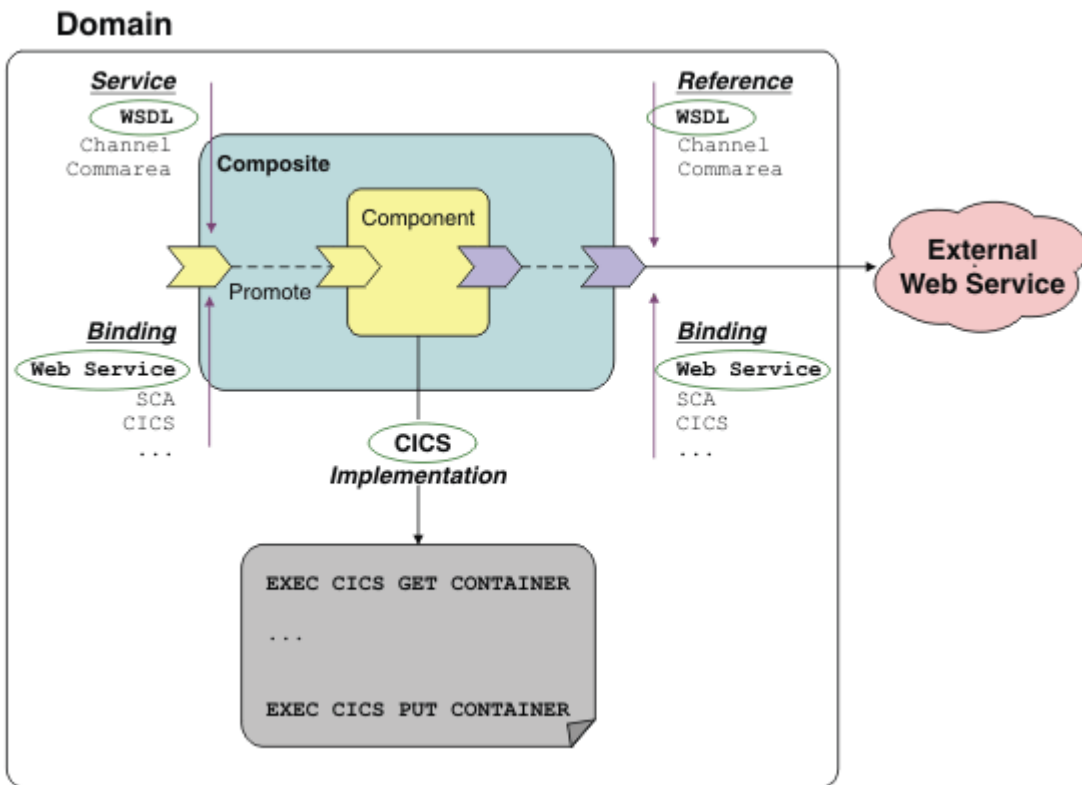 Domain
Service
WSDL
Channel
Commarea
Reference
WSDL
Channel
Commarea
Composite
Component
Promote
External
Web Service
Binding
Web Service
SCA
CICS
...
Binding
Web Service
SCA
CICS
...
CICS
Implementation
EXEC CICS GET CONTAINER
...
EXEC CICS PUT CONTAINER